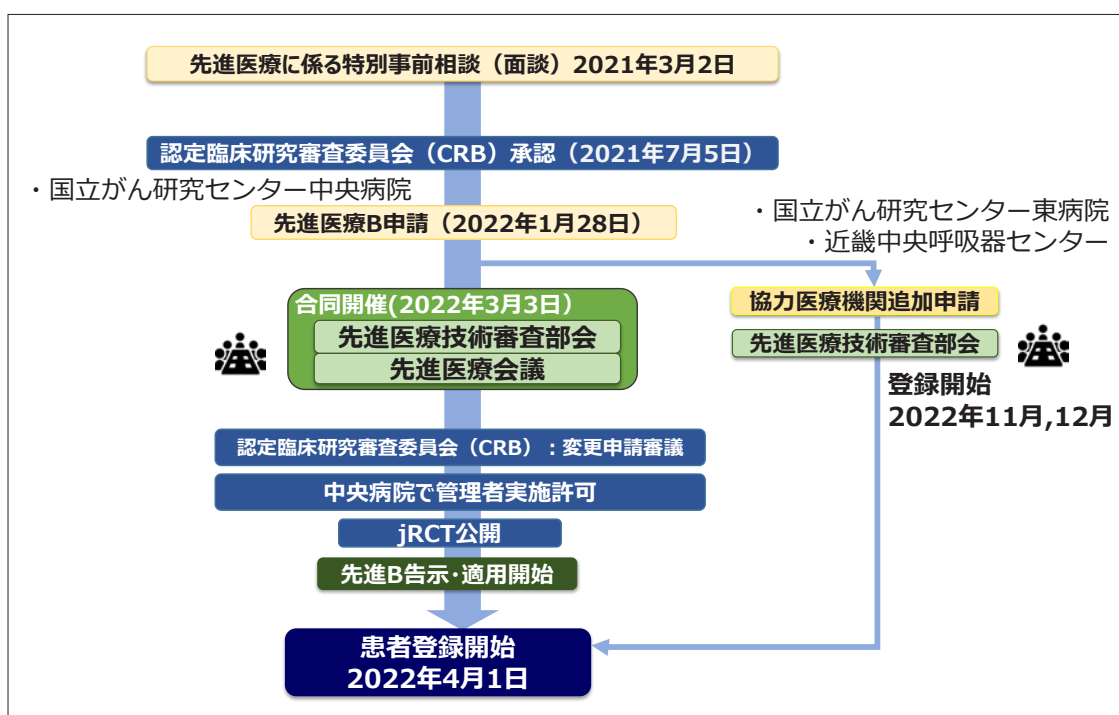 先進医療に係る特別事前相談（面談）2021年3月2日
認定臨床研究審査委員会（CRB）承認（2021年7月5日）
・国立がん研究センター中央病院
先進医療B申請（2022年1月28日）
・国立がん研究センター東病院
・近畿中央呼吸器センター
合同開催(2022年3月3日）
先進医療技術審査部会
先進医療会議
協力医療機関追加申請
先進医療技術審査部会
登録開始
2022年11月,12月
認定臨床研究審査委員会（CRB）：変更申請審議
中央病院で管理者実施許可
jRCT公開
先進B告示・適用開始
患者登録開始
2022年4月1日